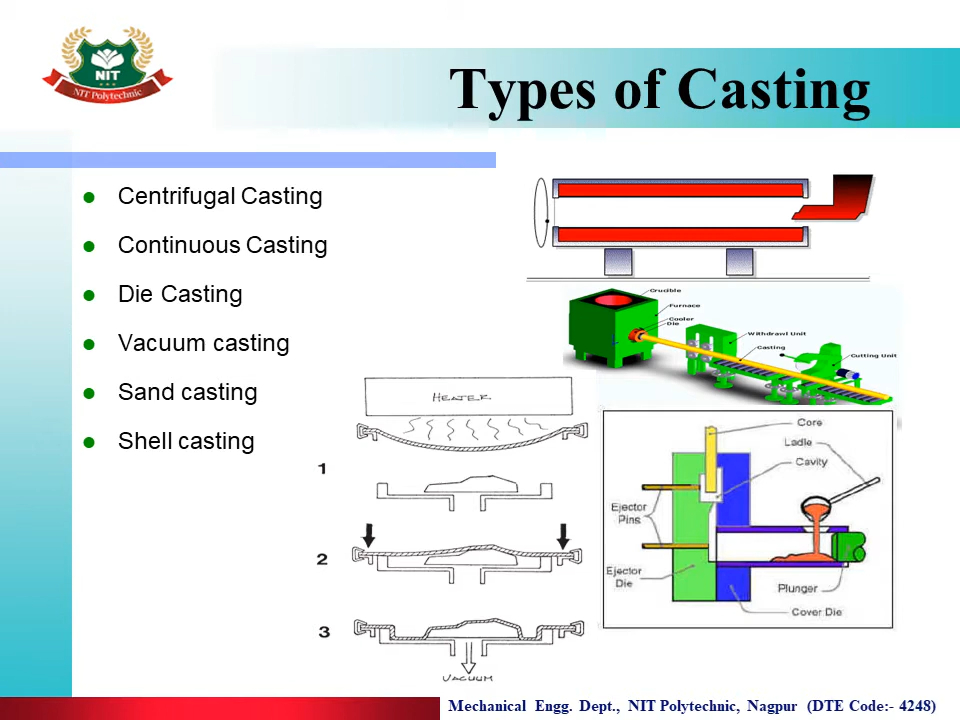 NIT
NIT Polytechnic
Types of Casting
Centrifugal Casting
Continuous Casting
Die Casting
Vacuum casting
Sand casting
Shell casting
Crucible
Furnace
Cooler
Die
Withdrawl Unit
Casting
Cutting Unit
HEATER
1
2
3
VACUUM
Core
Ladle
Cavity
Ejector
Pins
Ejector
Die
Plunger
Cover Die
Mechanical Engg. Dept., NIT Polytechnic, Nagpur (DTE Code:- 4248)